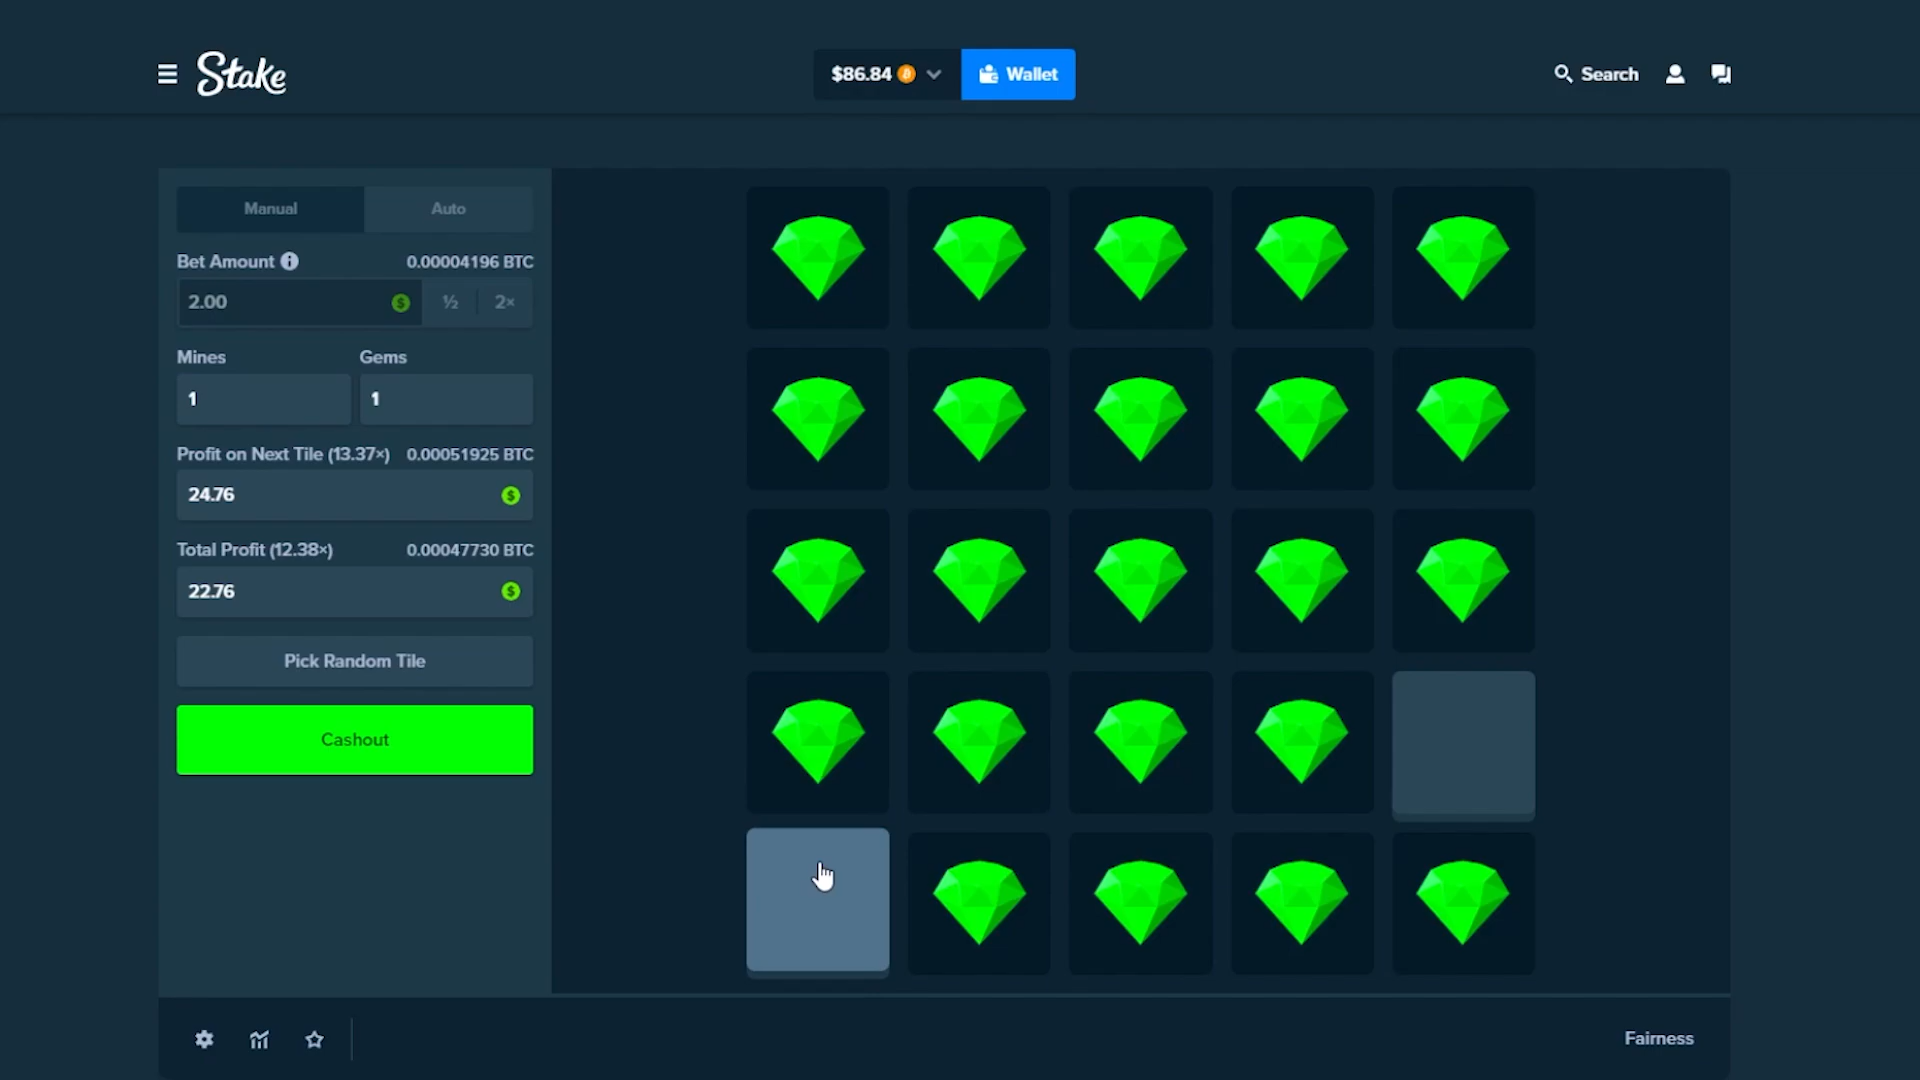 Stake
$86.84
Wallet
Search
Manual
Auto
Bet Amount
0.00004196 BTC
2.00
½
2×
Mines
Gems
1
1
Profit on Next Tile (13.37×)
0.00051925 BTC
24.76
Total Profit (12.38×)
0.00047730 BTC
22.76
Pick Random Tile
Cashout
Fairness